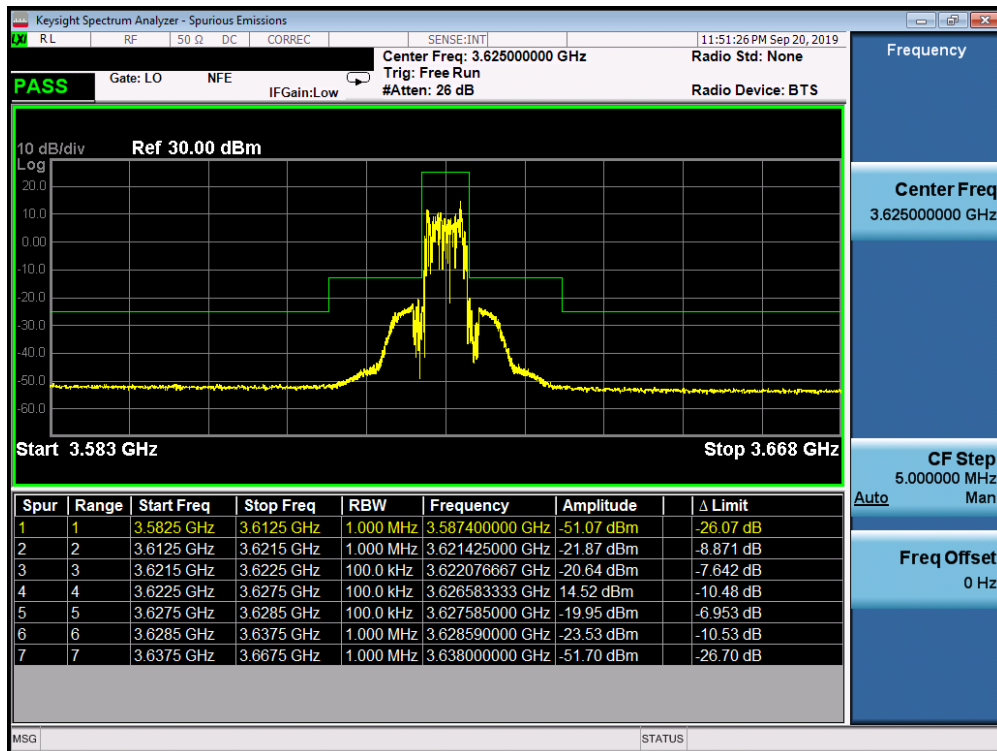 Keysight Spectrum Analyzer - Spurious Emissions
LXI RL RF 50 Ω DC CORREC SENSE:INT 11:51:26 PM Sep 20, 2019
Center Freq: 3.625000000 GHz Radio Std: None
PASS Gate: LO NFE Trig: Free Run
IFGain:Low #Atten: 26 dB Radio Device: BTS
10 dB/div Ref 30.00 dBm
Log
20.0
10.0
0.00
-10.0
-20.0
-30.0
-40.0
-50.0
-60.0
Start 3.583 GHz Stop 3.668 GHz
Spur Range Start Freq Stop Freq RBW Frequency Amplitude Δ Limit
1 1 3.5825 GHz 3.6125 GHz 1.000 MHz 3.587400000 GHz -51.07 dBm -26.07 dB
2 2 3.6125 GHz 3.6215 GHz 1.000 MHz 3.621425000 GHz -21.87 dBm -8.871 dB
3 3 3.6215 GHz 3.6225 GHz 100.0 kHz 3.622076667 GHz -20.64 dBm -7.642 dB
4 4 3.6225 GHz 3.6275 GHz 100.0 kHz 3.626583333 GHz 14.52 dBm -10.48 dB
5 5 3.6275 GHz 3.6285 GHz 100.0 kHz 3.627585000 GHz -19.95 dBm -6.953 dB
6 6 3.6285 GHz 3.6375 GHz 1.000 MHz 3.628590000 GHz -23.53 dBm -10.53 dB
7 7 3.6375 GHz 3.6675 GHz 1.000 MHz 3.638000000 GHz -51.70 dBm -26.70 dB
MSG STATUS
Frequency
Center Freq
3.625000000 GHz
CF Step
5.000000 MHz
Auto Man
Freq Offset
0 Hz